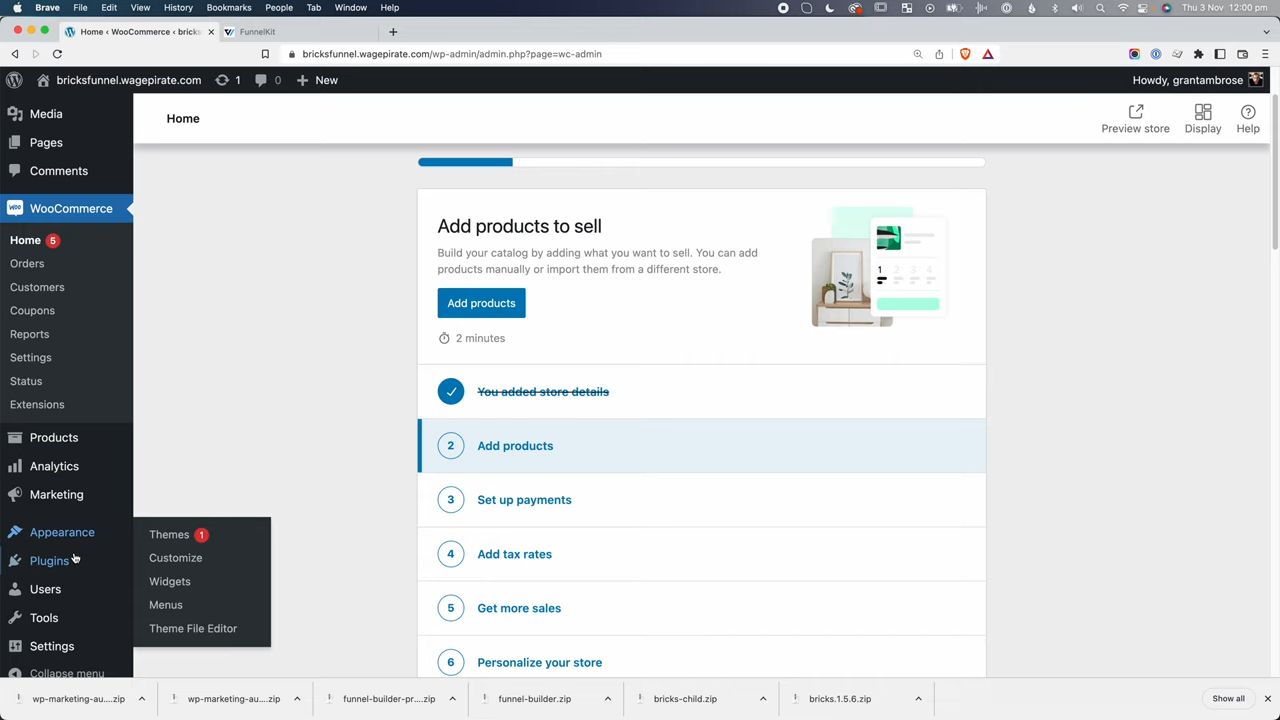 Brave File Edit View History Bookmarks People Tab Window Help Thu 3 Nov 12:00 pm
Home ‹ WooCommerce ‹ bricks
FunnelKit
bricksfunnel.wagepirate.com/wp-admin/admin.php?page=wc-admin
bricksfunnel.wagepirate.com 1 0 New Howdy, grantambrose
Media
Pages
Comments
WooCommerce
Home 5
Orders
Customers
Coupons
Reports
Settings
Status
Extensions
Products
Analytics
Marketing
Appearance
Plugins
Users
Tools
Settings
Collapse menu
Themes 1
Customize
Widgets
Menus
Theme File Editor
Home
Preview store
Display
Help
Add products to sell
Build your catalog by adding what you want to sell. You can add
products manually or import them from a different store.
Add products
2 minutes
1 2 3 4
You added store details
2 Add products
3 Set up payments
4 Add tax rates
5 Get more sales
6 Personalize your store
wp-marketing-au....zip
wp-marketing-au....zip
funnel-builder-pr....zip
funnel-builder.zip
bricks-child.zip
bricks.1.5.6.zip
Show all